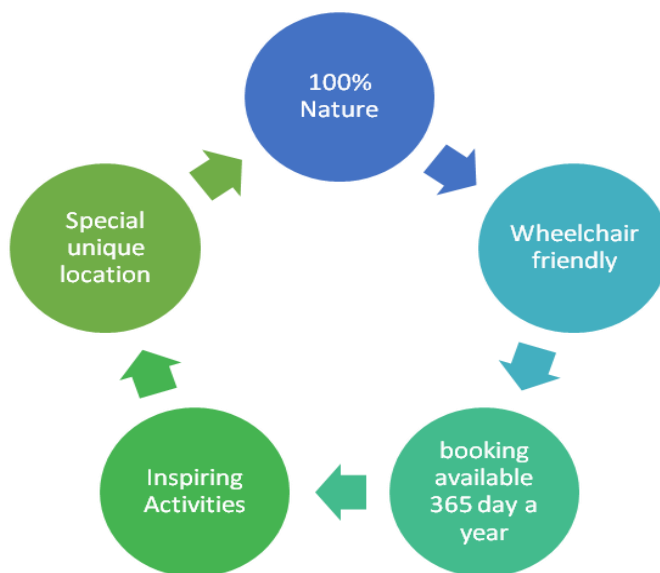 100%
Nature
Wheelchair
friendly
booking
available
365 day a
year
Inspiring
Activities
Special
unique
location